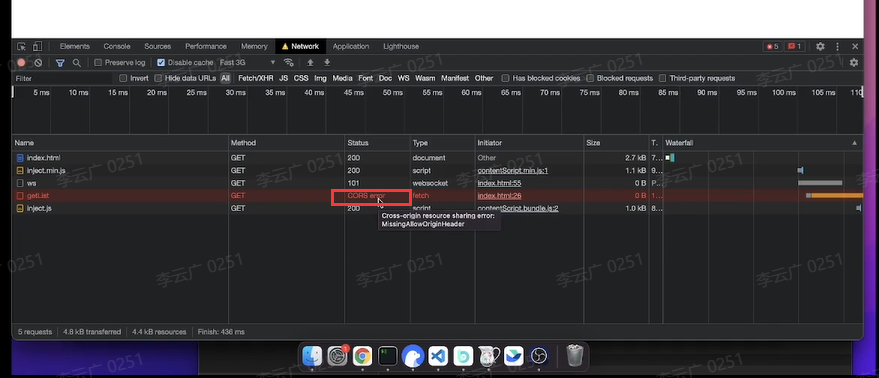 Elements Console Sources Performance Memory Network Application Lighthouse 5 1
Preserve log Disable cache Fast 3G
Filter Invert Hide data URLs All Fetch/XHR JS CSS Img Media Font Doc WS Wasm Manifest Other Has blocked cookies Blocked requests Third-party requests
5 ms 10 ms 15 ms 20 ms 25 ms 30 ms 35 ms 40 ms 45 ms 50 ms 55 ms 60 ms 65 ms 70 ms 75 ms 80 ms 85 ms 90 ms 95 ms 100 ms 105 ms 110
Name Method Status Type Initiator Size T. Waterfall
index.html GET 200 document Other 2.7 kB 7...
inject.min.js GET 200 script contentScript.min.js:1 1.1 kB 9...
ws GET 101 websocket index.html:55 0 B P...
getList GET CORS error fetch index.html:26 0 B 1...
inject.js GET 200 script contentScript.bundle.js:2 1.0 kB 8...
Cross-origin resource sharing error:
MissingAllowOriginHeader
5 requests 4.8 kB transferred 4.4 kB resources Finish: 436 ms
李云广 0251